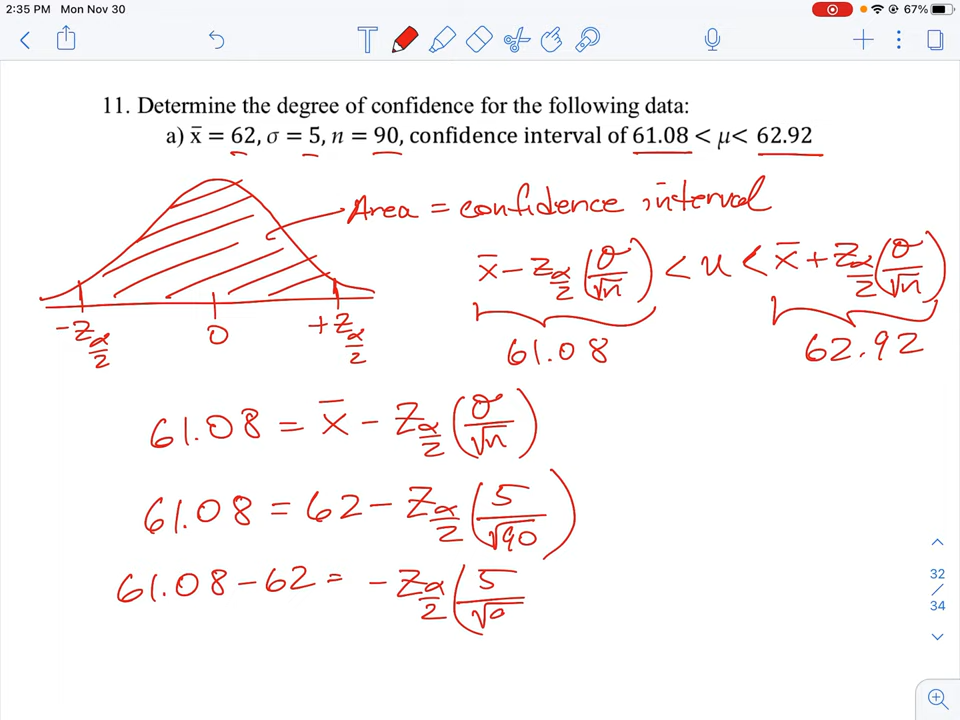 2:35 PM Mon Nov 30
67%
T
11. Determine the degree of confidence for the following data:
a) x̄ = 62, σ = 5, n = 90, confidence interval of 61.08 < μ < 62.92
Area = confidence interval
x̄ − Zα/2 (σ/√n) < μ < x̄ + Zα/2 (σ/√n)
−Zα/2 0 +Zα/2
61.08 62.92
61.08 = x̄ − Zα/2 (σ/√n)
61.08 = 62 − Zα/2 (5/√90)
61.08 − 62 = − Zα/2 (5/√9
32
/
34